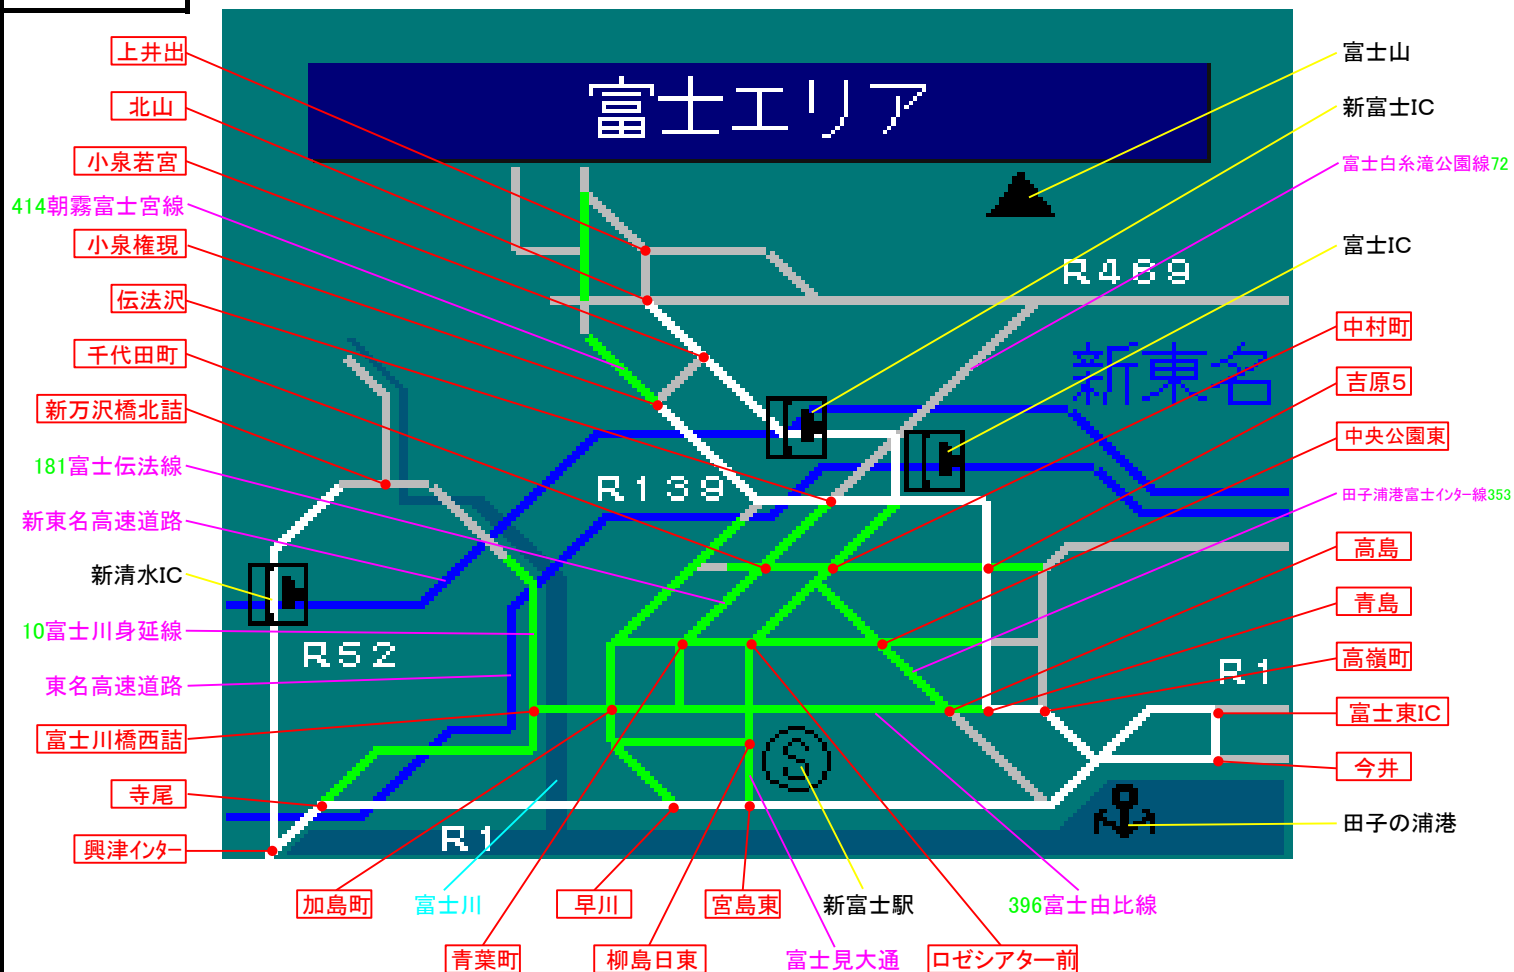 富士エリア
上井出
北山
小泉若宮
414朝霧富士宮線
小泉権現
伝法沢
千代田町
新万沢橋北詰
181富士伝法線
新東名高速道路
新清水IC
10富士川身延線
東名高速道路
富士川橋西詰
寺尾
興津インター
富士山
新富士IC
富士白糸滝公園線72
富士IC
中村町
吉原5
中央公園東
田子浦港富士インター線353
高島
青島
高嶺町
富士東IC
今井
田子の浦港
R469
新東名
R139
R52
R1
R1
S
加島町
富士川
早川
宮島東
新富士駅
396富士由比線
青葉町
柳島日東
富士見大通
ロゼシアター前